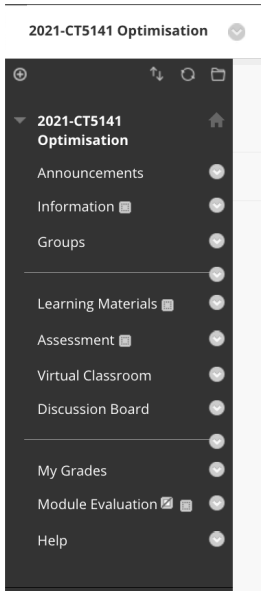 2021-CT5141 Optimisation
2021-CT5141
Optimisation
Announcements
Information
Groups
Learning Materials
Assessment
Virtual Classroom
Discussion Board
My Grades
Module Evaluation
Help